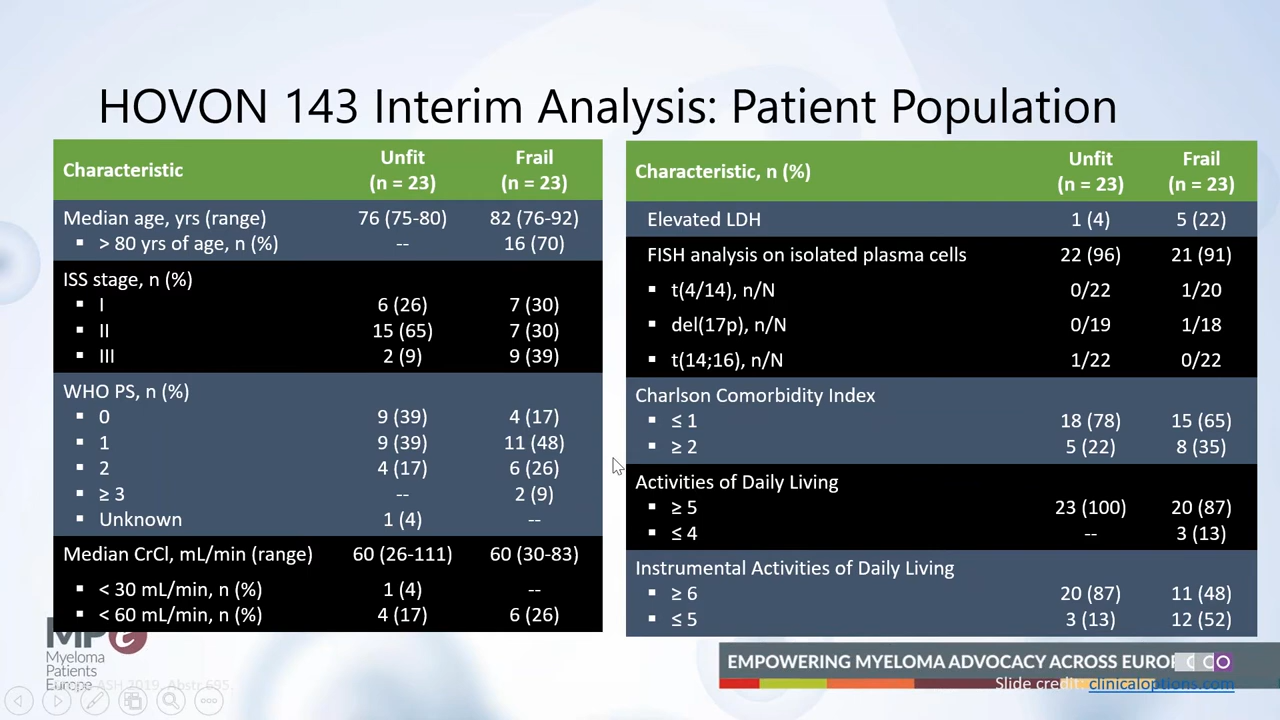 HOVON 143 Interim Analysis: Patient Population
Characteristic Unfit (n = 23) Frail (n = 23)
Median age, yrs (range) 76 (75-80) 82 (76-92)
▪ > 80 yrs of age, n (%) -- 16 (70)
ISS stage, n (%)
▪ I 6 (26) 7 (30)
▪ II 15 (65) 7 (30)
▪ III 2 (9) 9 (39)
WHO PS, n (%)
▪ 0 9 (39) 4 (17)
▪ 1 9 (39) 11 (48)
▪ 2 4 (17) 6 (26)
▪ ≥ 3 -- 2 (9)
▪ Unknown 1 (4) --
Median CrCl, mL/min (range) 60 (26-111) 60 (30-83)
▪ < 30 mL/min, n (%) 1 (4) --
▪ < 60 mL/min, n (%) 4 (17) 6 (26)
Characteristic, n (%) Unfit (n = 23) Frail (n = 23)
Elevated LDH 1 (4) 5 (22)
FISH analysis on isolated plasma cells 22 (96) 21 (91)
▪ t(4/14), n/N 0/22 1/20
▪ del(17p), n/N 0/19 1/18
▪ t(14;16), n/N 1/22 0/22
Charlson Comorbidity Index
▪ ≤ 1 18 (78) 15 (65)
▪ ≥ 2 5 (22) 8 (35)
Activities of Daily Living
▪ ≥ 5 23 (100) 20 (87)
▪ ≤ 4 -- 3 (13)
Instrumental Activities of Daily Living
▪ ≥ 6 20 (87) 11 (48)
▪ ≤ 5 3 (13) 12 (52)
MPe
Myeloma
Patients
Europe
ASH 2019. Abstr 695.
EMPOWERING MYELOMA ADVOCACY ACROSS
Slide credit: clinicaloptions.com